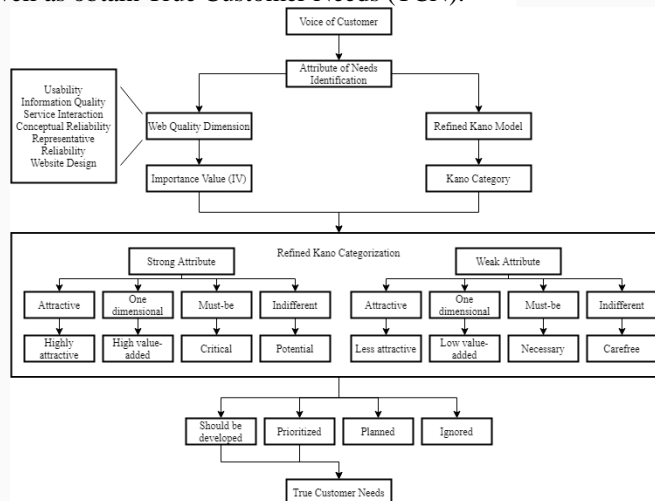 well as obtain True Customer Needs (TCN).
Voice of Customer
Attribute of Needs
Identification
Usability
Information Quality
Service Interaction
Conceptual Reliability
Representative
Reliability
Website Design
Web Quality Dimension
Refined Kano Model
Importance Value (IV)
Kano Category
Refined Kano Categorization
Strong Attribute
Weak Attribute
Attractive
One
dimensional
Must-be
Indifferent
Attractive
One
dimensional
Must-be
Indifferent
Highly
attractive
High value-
added
Critical
Potential
Less attractive
Low value-
added
Necessary
Carefree
Should be
developed
Prioritized
Planned
Ignored
True Customer Needs